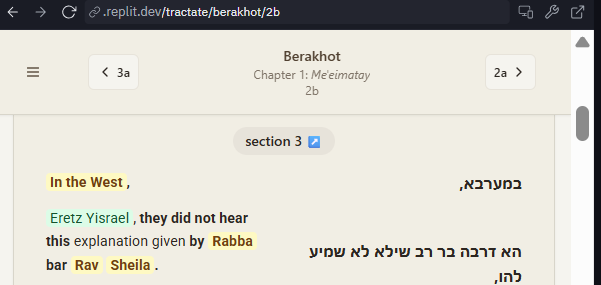 .replit.dev/tractate/berakhot/2b
3a
Berakhot
Chapter 1: Me'eimatay
2b
2a
section 3
In the West,
במערבא,
Eretz Yisrael, they did not hear
this explanation given by Rabba
bar Rav Sheila.
הא דרבה בר רב שילא לא שמיע
להו,